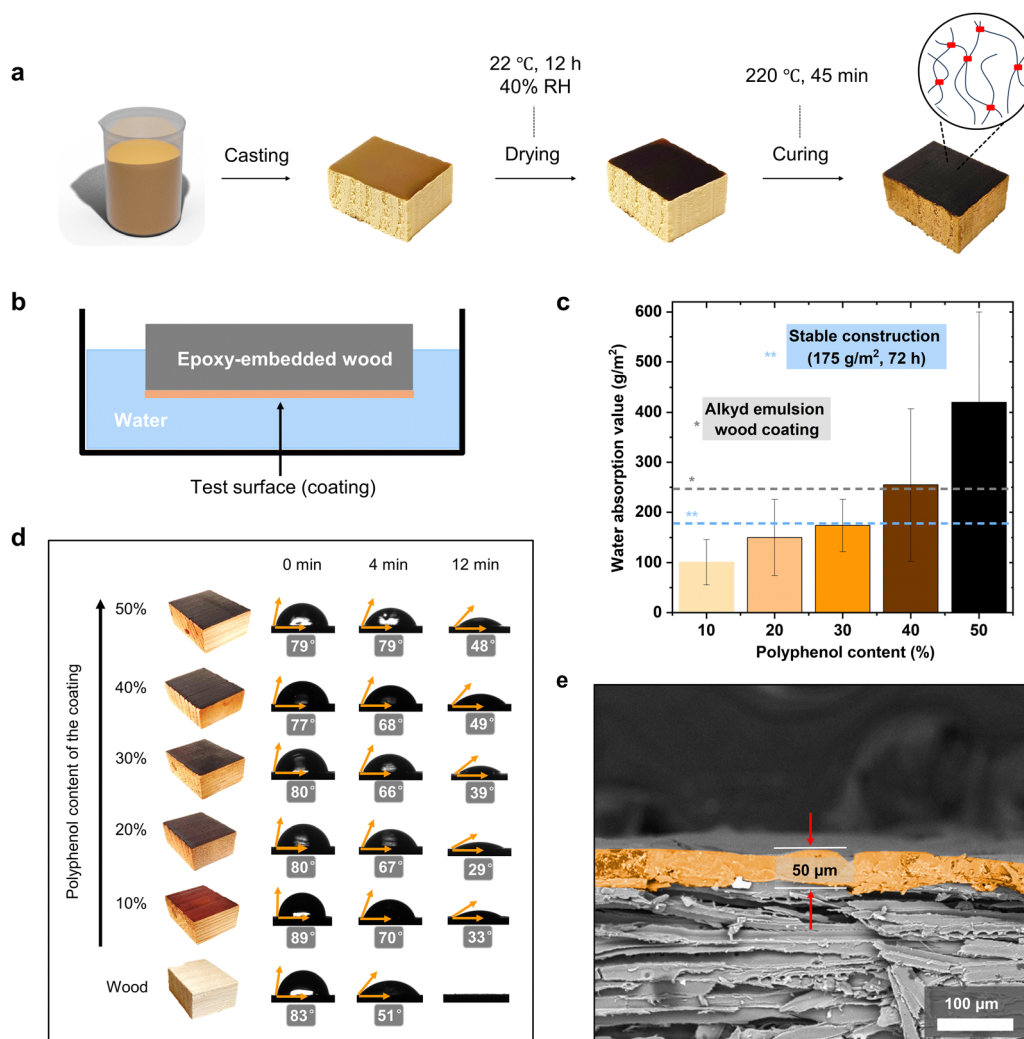 a
22 ℃, 12 h
40% RH
220 ℃, 45 min
Casting
Drying
Curing
b
Epoxy-embedded wood
Water
Test surface (coating)
c
600
500
400
300
200
100
0
Water absorption value (g/m²)
** Stable construction
(175 g/m², 72 h)
* Alkyd emulsion
wood coating
*
**
10 20 30 40 50
Polyphenol content (%)
d
0 min 4 min 12 min
Polyphenol content of the coating
50%
79° 79° 48°
40%
77° 68° 49°
30%
80° 66° 39°
20%
80° 67° 29°
10%
89° 70° 33°
Wood
83° 51°
e
50 μm
100 μm